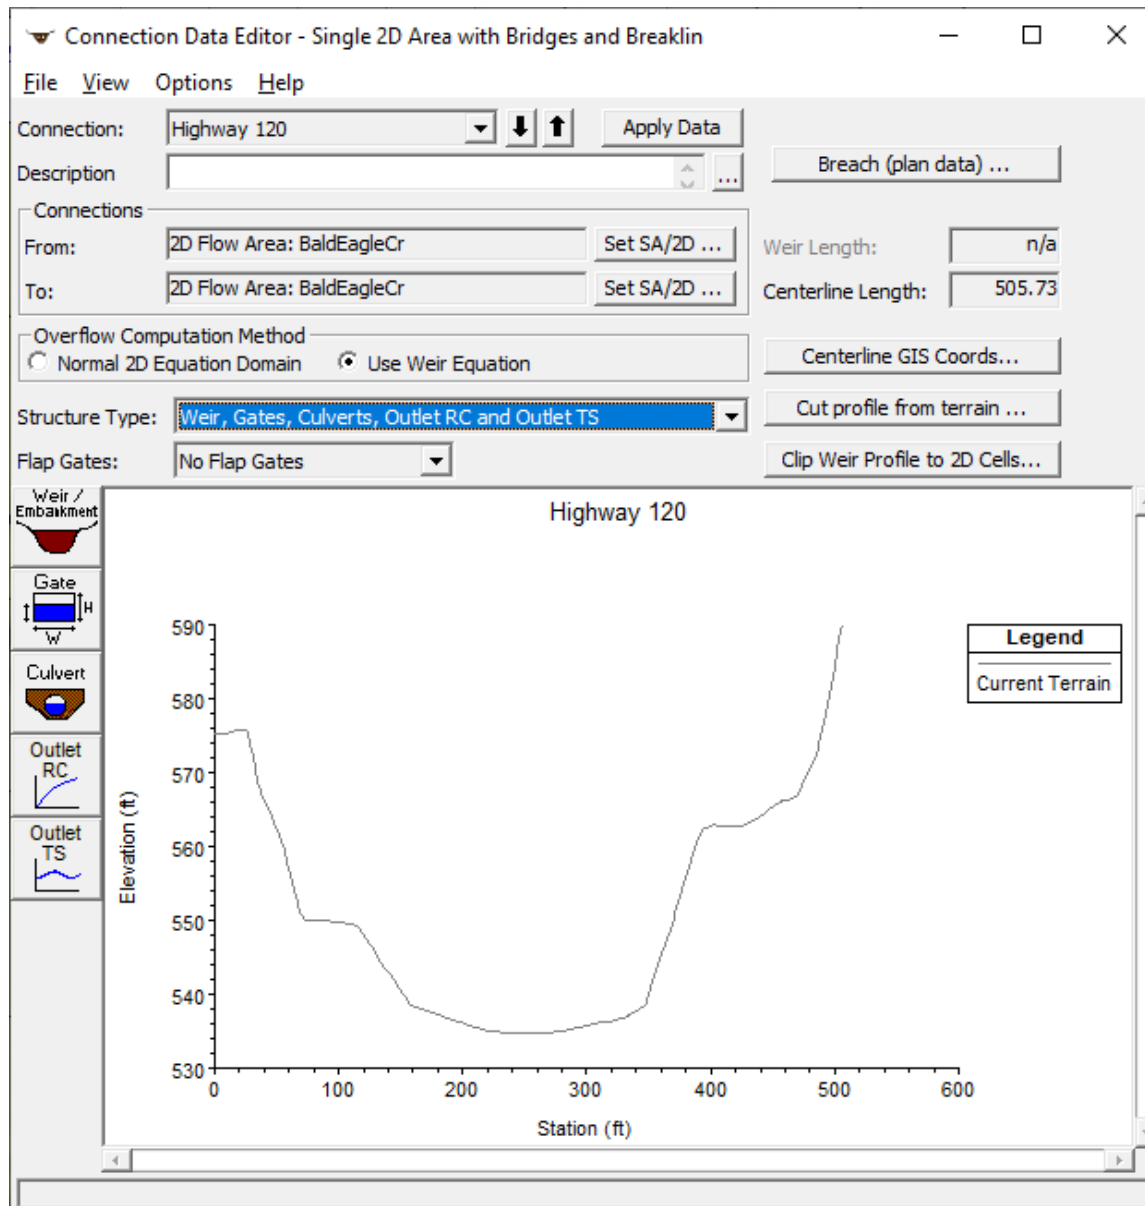 Connection Data Editor - Single 2D Area with Bridges and Breaklin
File View Options Help
Connection: Highway 120 Apply Data
Description ... Breach (plan data) ...
Connections
From: 2D Flow Area: BaldEagleCr Set SA/2D ... Weir Length: n/a
To: 2D Flow Area: BaldEagleCr Set SA/2D ... Centerline Length: 505.73
Overflow Computation Method
Normal 2D Equation Domain Use Weir Equation Centerline GIS Coords...
Structure Type: Weir, Gates, Culverts, Outlet RC and Outlet TS Cut profile from terrain ...
Flap Gates: No Flap Gates Clip Weir Profile to 2D Cells...
Weir /
Embankment
Gate
H
W
Culvert
Outlet
RC
Outlet
TS
Highway 120
590
580
570
560
550
540
530
Elevation (ft)
0 100 200 300 400 500 600
Station (ft)
Legend
Current Terrain